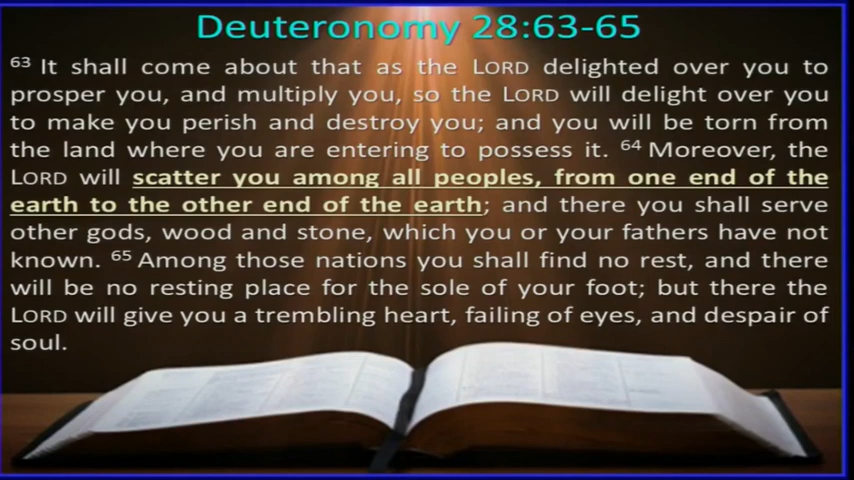 Deuteronomy 28:63-65
63 It shall come about that as the LORD delighted over you to
prosper you, and multiply you, so the LORD will delight over you
to make you perish and destroy you; and you will be torn from
the land where you are entering to possess it. 64 Moreover, the
LORD will scatter you among all peoples, from one end of the
earth to the other end of the earth; and there you shall serve
other gods, wood and stone, which you or your fathers have not
known. 65 Among those nations you shall find no rest, and there
will be no resting place for the sole of your foot; but there the
LORD will give you a trembling heart, failing of eyes, and despair of
soul.